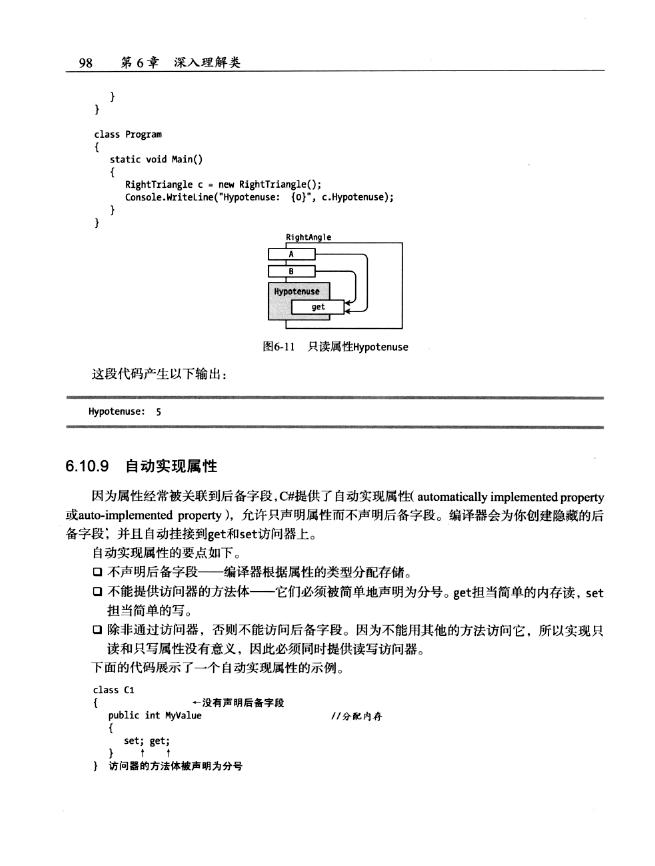 98 第6章 深入理解类
}
}
class Program
{
static void Main()
{
RightTriangle c = new RightTriangle();
Console.WriteLine("Hypotenuse: {0}", c.Hypotenuse);
}
}
RightAngle
A
B
Hypotenuse
get
图6-11 只读属性Hypotenuse
这段代码产生以下输出：
Hypotenuse: 5
6.10.9 自动实现属性
因为属性经常被关联到后备字段，C#提供了自动实现属性（automatically implemented property
或auto-implemented property），允许只声明属性而不声明后备字段。编译器会为你创建隐藏的后
备字段，并且自动挂接到get和set访问器上。
自动实现属性的要点如下。
❑ 不声明后备字段——编译器根据属性的类型分配存储。
❑ 不能提供访问器的方法体——它们必须被简单地声明为分号。get担当简单的内存读，set
担当简单的写。
❑ 除非通过访问器，否则不能访问后备字段。因为不能用其他的方法访问它，所以实现只
读和只写属性没有意义，因此必须同时提供读写访问器。
下面的代码展示了一个自动实现属性的示例。
class C1
{ ←没有声明后备字段
public int MyValue //分配内存
{
set; get;
} ↑ ↑
} 访问器的方法体被声明为分号